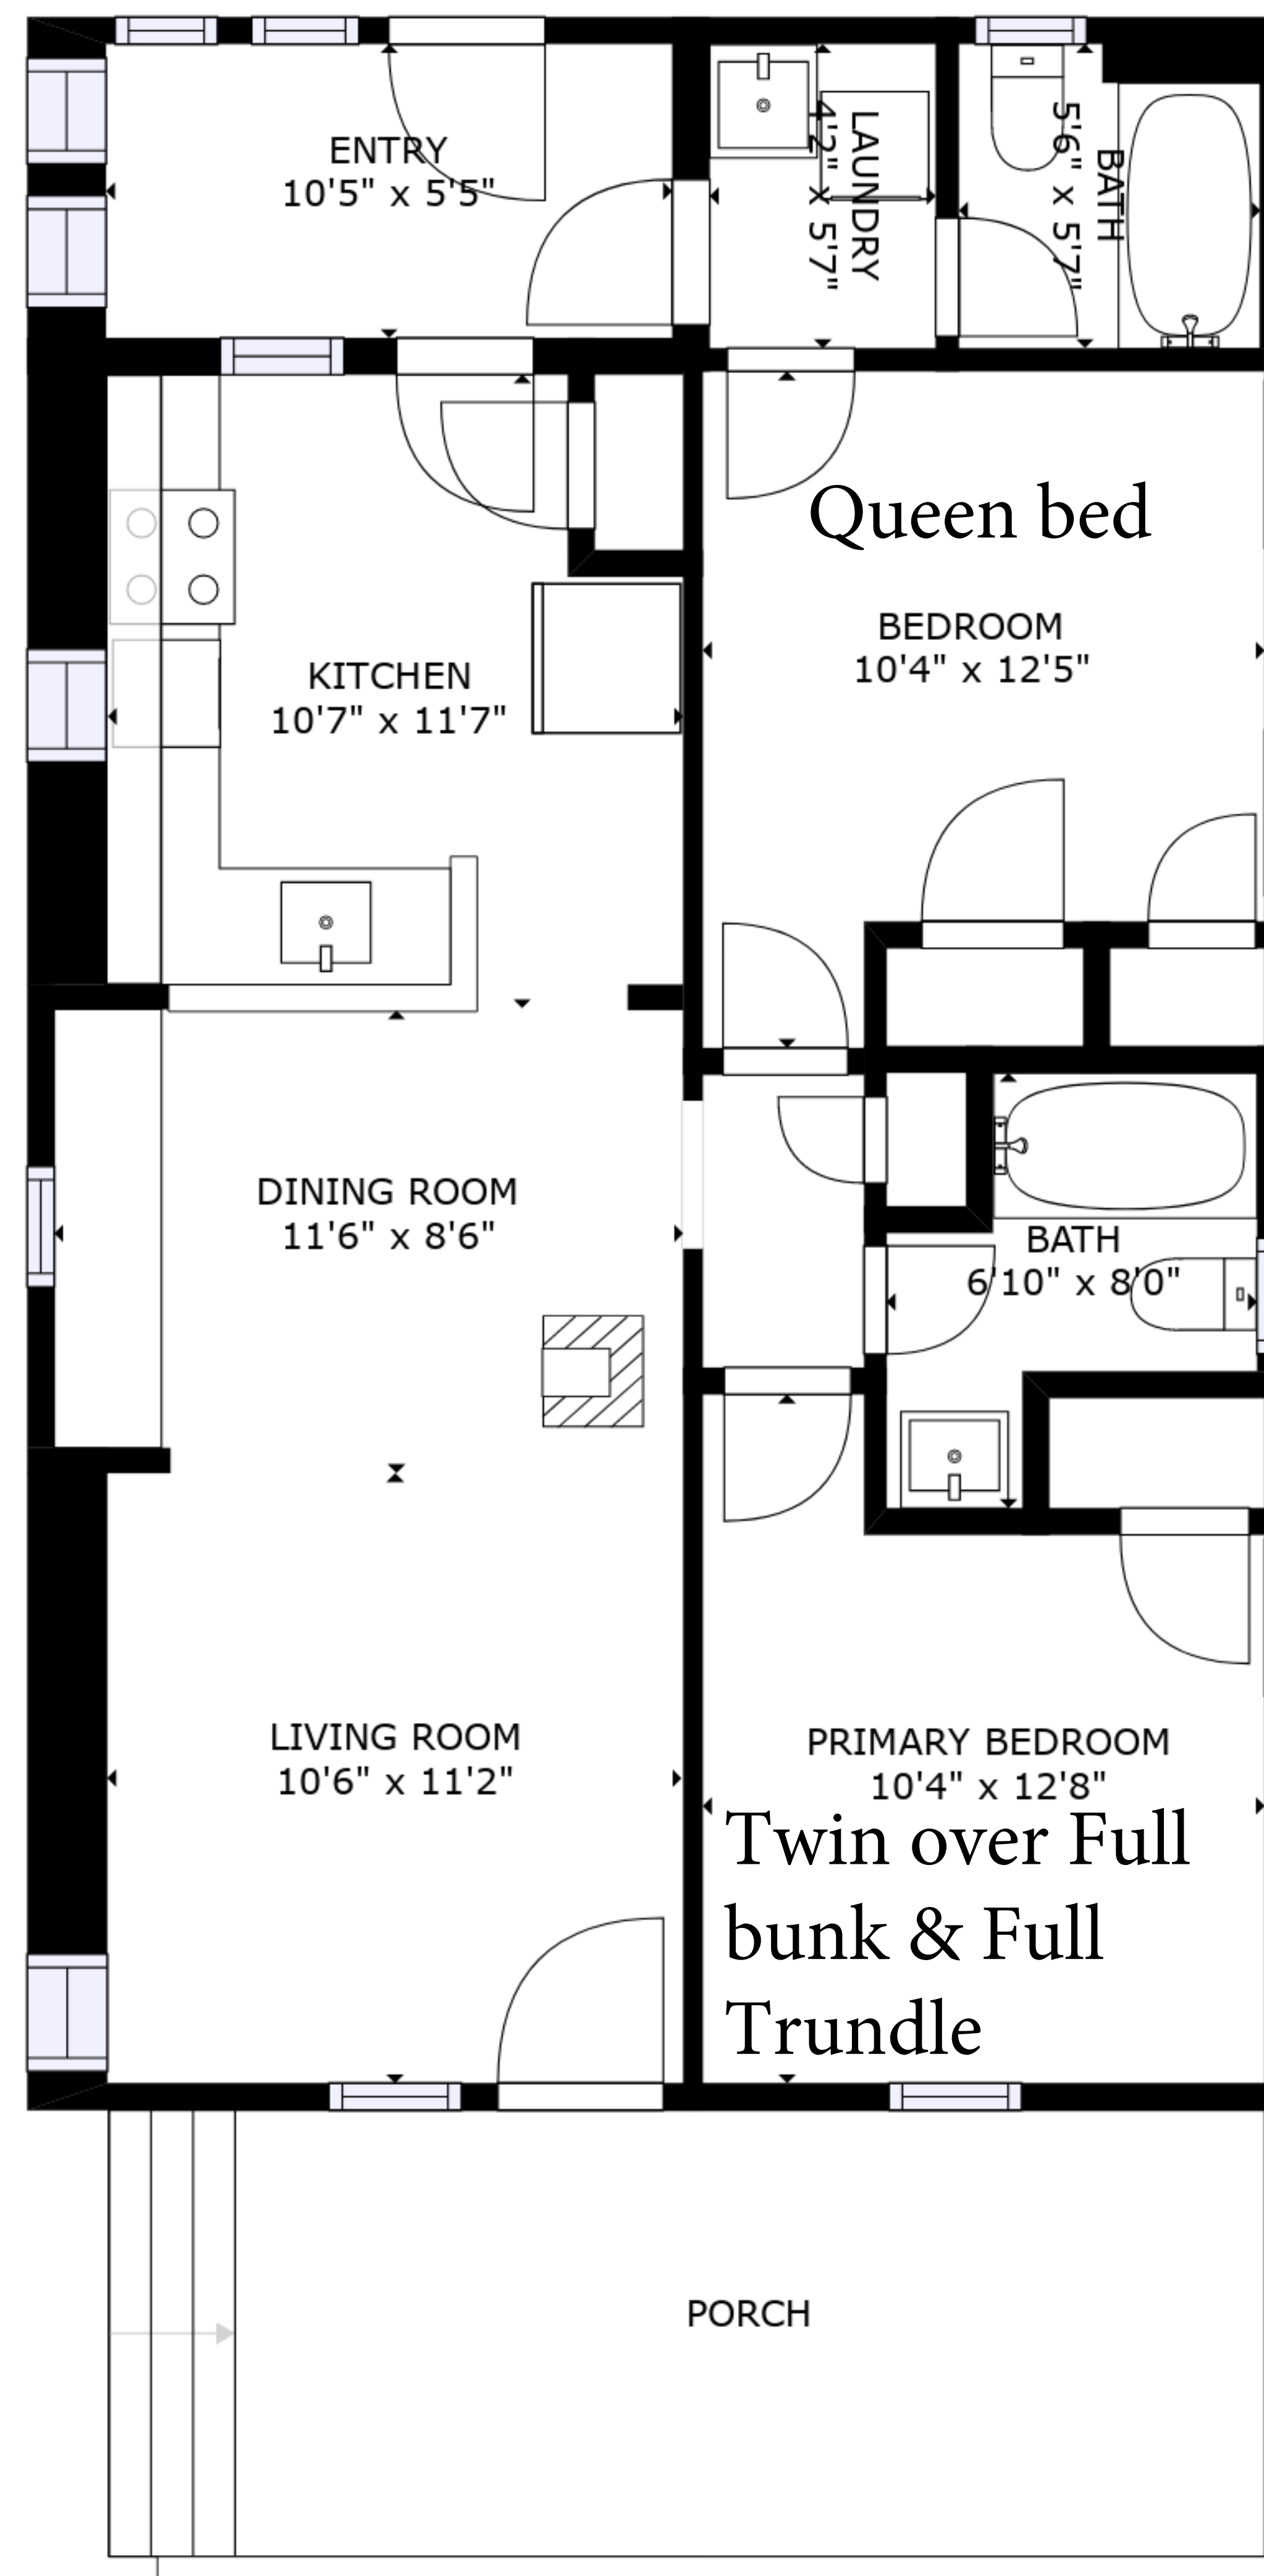 ENTRY
10'5" x 5'5"
LAUNDRY
4'2" x 5'7"
BATH
5'6" x 5'7"
Queen bed
BEDROOM
10'4" x 12'5"
KITCHEN
10'7" x 11'7"
DINING ROOM
11'6" x 8'6"
BATH
6'10" x 8'0"
LIVING ROOM
10'6" x 11'2"
PRIMARY BEDROOM
10'4" x 12'8"
Twin over Full
bunk & Full
Trundle
PORCH